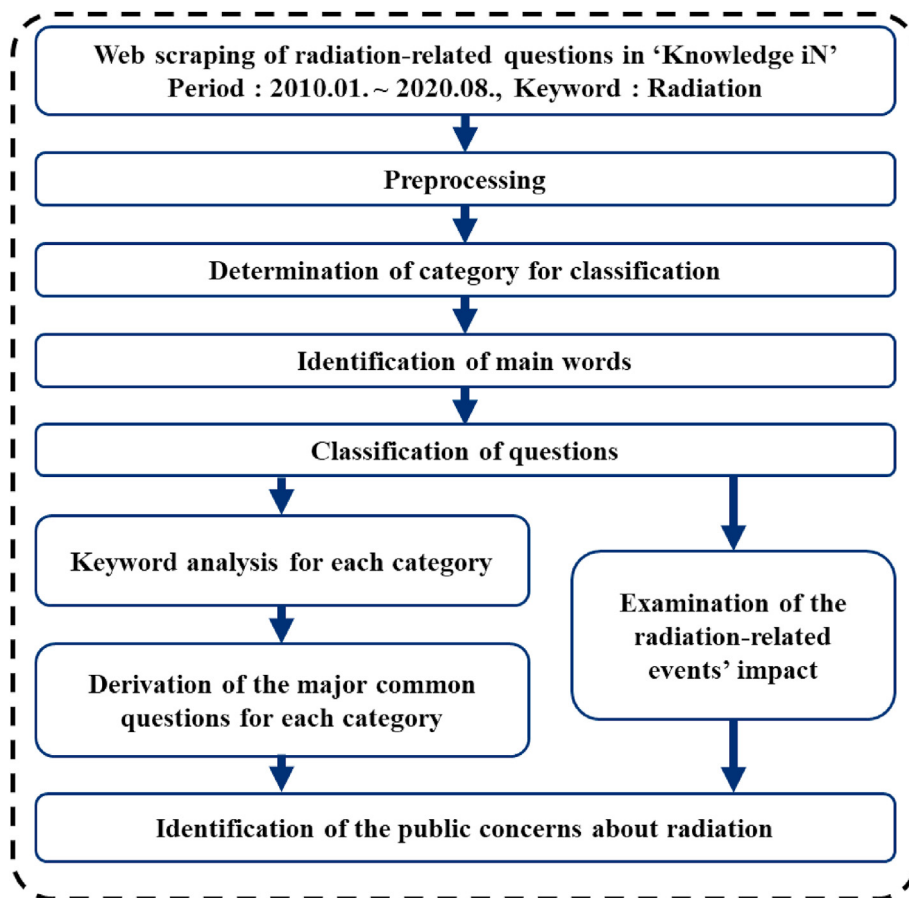 Web scraping of radiation-related questions in ‘Knowledge iN’
Period : 2010.01. ~ 2020.08., Keyword : Radiation
Preprocessing
Determination of category for classification
Identification of main words
Classification of questions
Keyword analysis for each category
Derivation of the major common
questions for each category
Examination of the
radiation-related
events’ impact
Identification of the public concerns about radiation